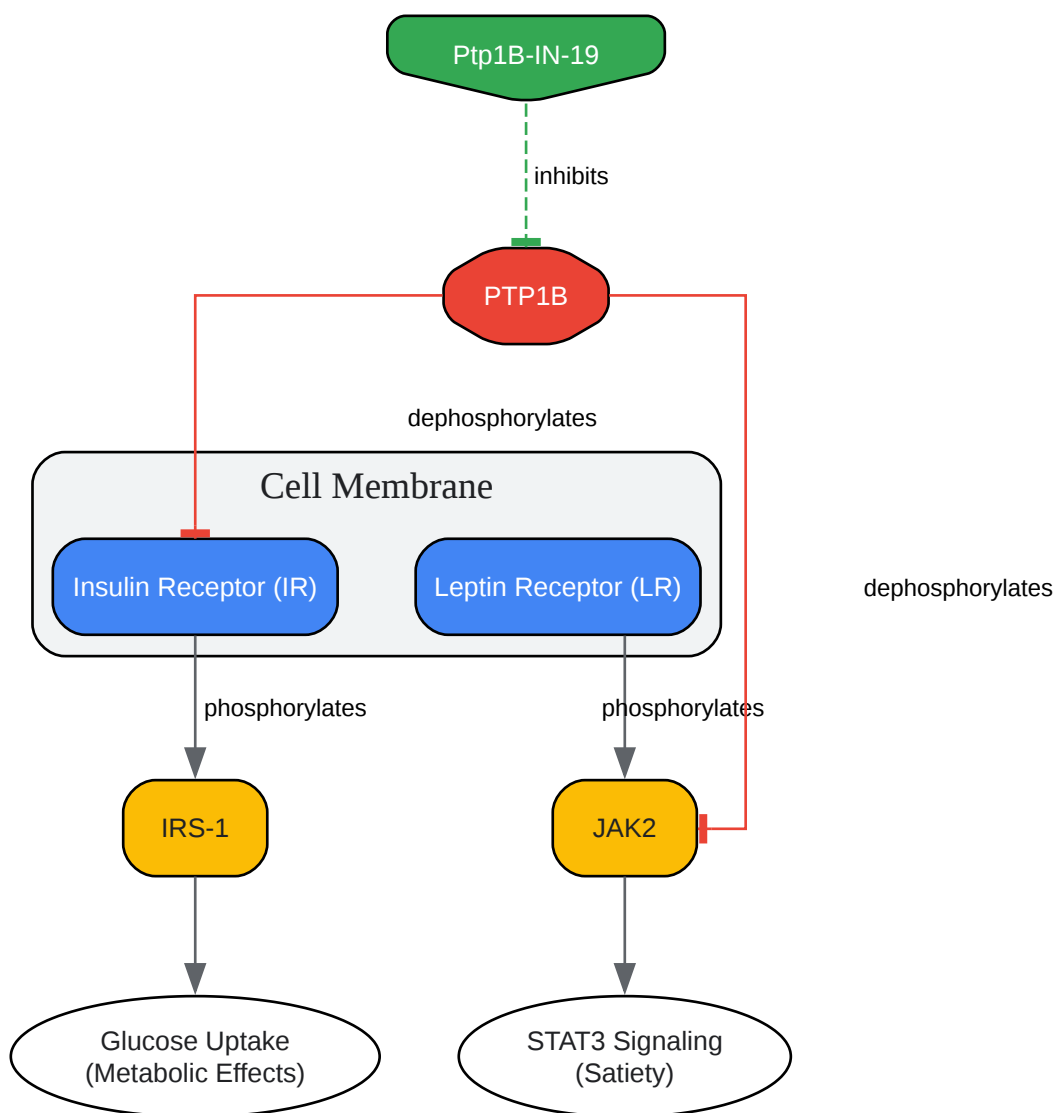 Ptp1B-IN-19
inhibits
PTP1B
dephosphorylates
Cell Membrane
Insulin Receptor (IR)
Leptin Receptor (LR)
dephosphorylates
phosphorylates
phosphorylates
IRS-1
JAK2
Glucose Uptake
(Metabolic Effects)
STAT3 Signaling
(Satiety)